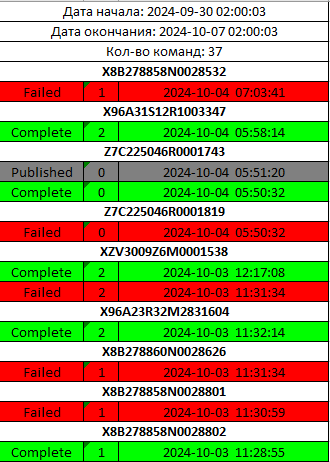 Дата начала: 2024-09-30 02:00:03
Дата окончания: 2024-10-07 02:00:03
Кол-во команд: 37
X8B278858N0028532
Failed 1 2024-10-04 07:03:41
X96A31S12R1003347
Complete 2 2024-10-04 05:58:14
Z7C225046R0001743
Published 0 2024-10-04 05:51:20
Complete 0 2024-10-04 05:50:32
Z7C225046R0001819
Failed 0 2024-10-04 05:50:32
XZV3009Z6M0001538
Complete 2 2024-10-03 12:17:08
Failed 2 2024-10-03 11:31:34
X96A23R32M2831604
Complete 2 2024-10-03 11:32:14
X8B278860N0028626
Failed 1 2024-10-03 11:31:34
X8B278858N0028801
Failed 1 2024-10-03 11:30:59
X8B278858N0028802
Complete 1 2024-10-03 11:28:55